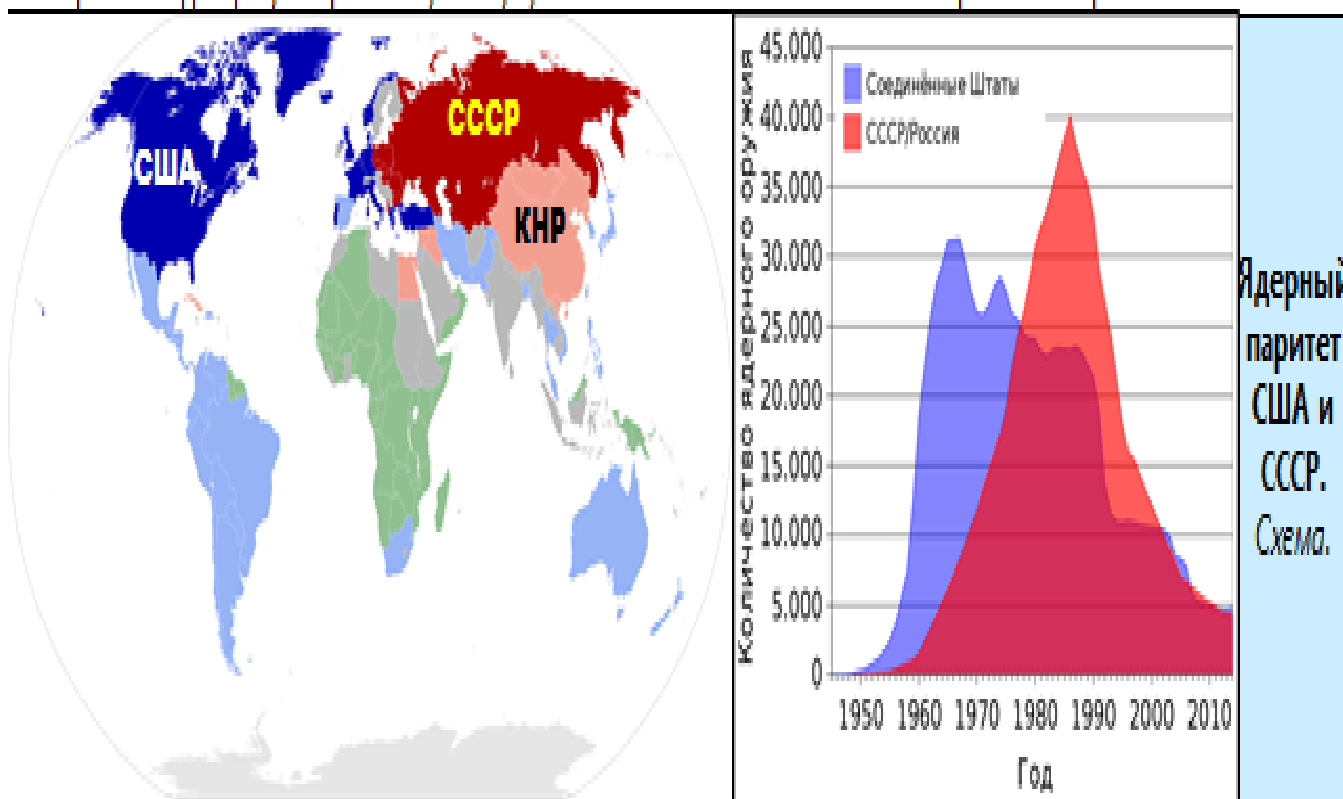 США
СССР
КНР
Количество ядерного оружия
45.000
40.000
35.000
30.000
25.000
20.000
15.000
10.000
5.000
0
Соединённые Штаты
СССР/Россия
1950 1960 1970 1980 1990 2000 2010
Год
Ядерный
паритет
США и
СССР.
Схема.